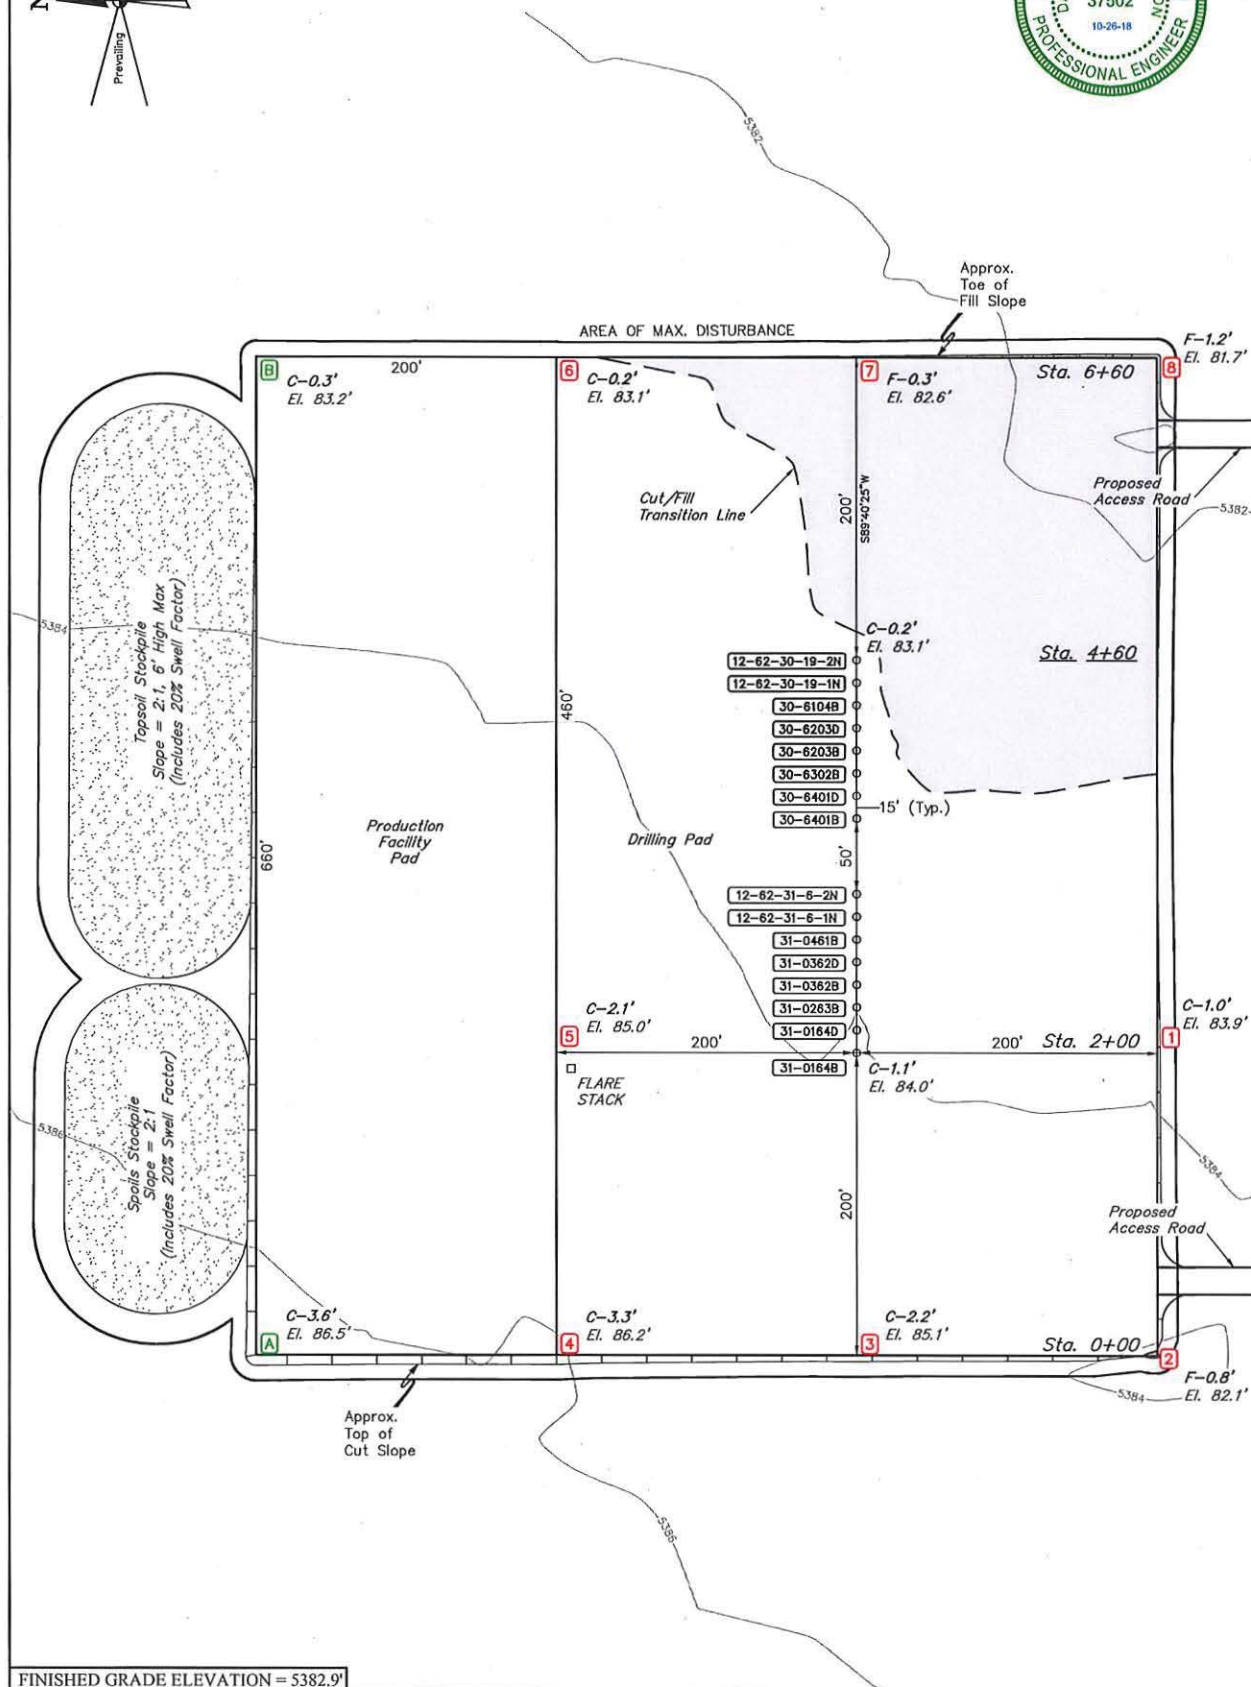 N
Prevailing
37502
10-26-18
PROFESSIONAL ENGINEER
5382
Approx.
Toe of
Fill Slope
AREA OF MAX. DISTURBANCE
F-1.2'
El. 81.7'
B
C-0.3'
El. 83.2'
200'
6
C-0.2'
El. 83.1'
7
F-0.3'
El. 82.6'
Sta. 6+60
8
Cut/Fill
Transition Line
200'
S89°40'25"W
Proposed
Access Road
5382
Topsoil Stockpile
Slope = 2:1, 6' High Max
(Includes 20% Swell Factor)
5384
C-0.2'
El. 83.1'
Sta. 4+60
12-62-30-19-2N
12-62-30-19-1N
30-6104B
30-6203D
30-6203B
30-6302B
30-6401D
30-6401B
15' (Typ.)
460'
660'
Production
Facility
Pad
Drilling Pad
50'
12-62-31-6-2N
12-62-31-6-1N
31-0461B
31-0362D
31-0362B
31-0263B
31-0164D
31-0164B
C-2.1'
El. 85.0'
5
200'
FLARE
STACK
C-1.1'
El. 84.0'
200'
Sta. 2+00
C-1.0'
El. 83.9'
1
Spoils Stockpile
Slope = 2:1
(Includes 20% Swell Factor)
5386
5384
200'
Proposed
Access Road
C-3.6'
El. 86.5'
A
C-3.3'
El. 86.2'
4
C-2.2'
El. 85.1'
3
Sta. 0+00
2
F-0.8'
El. 82.1'
5384
Approx.
Top of
Cut Slope
5386
FINISHED GRADE ELEVATION = 5382.9'